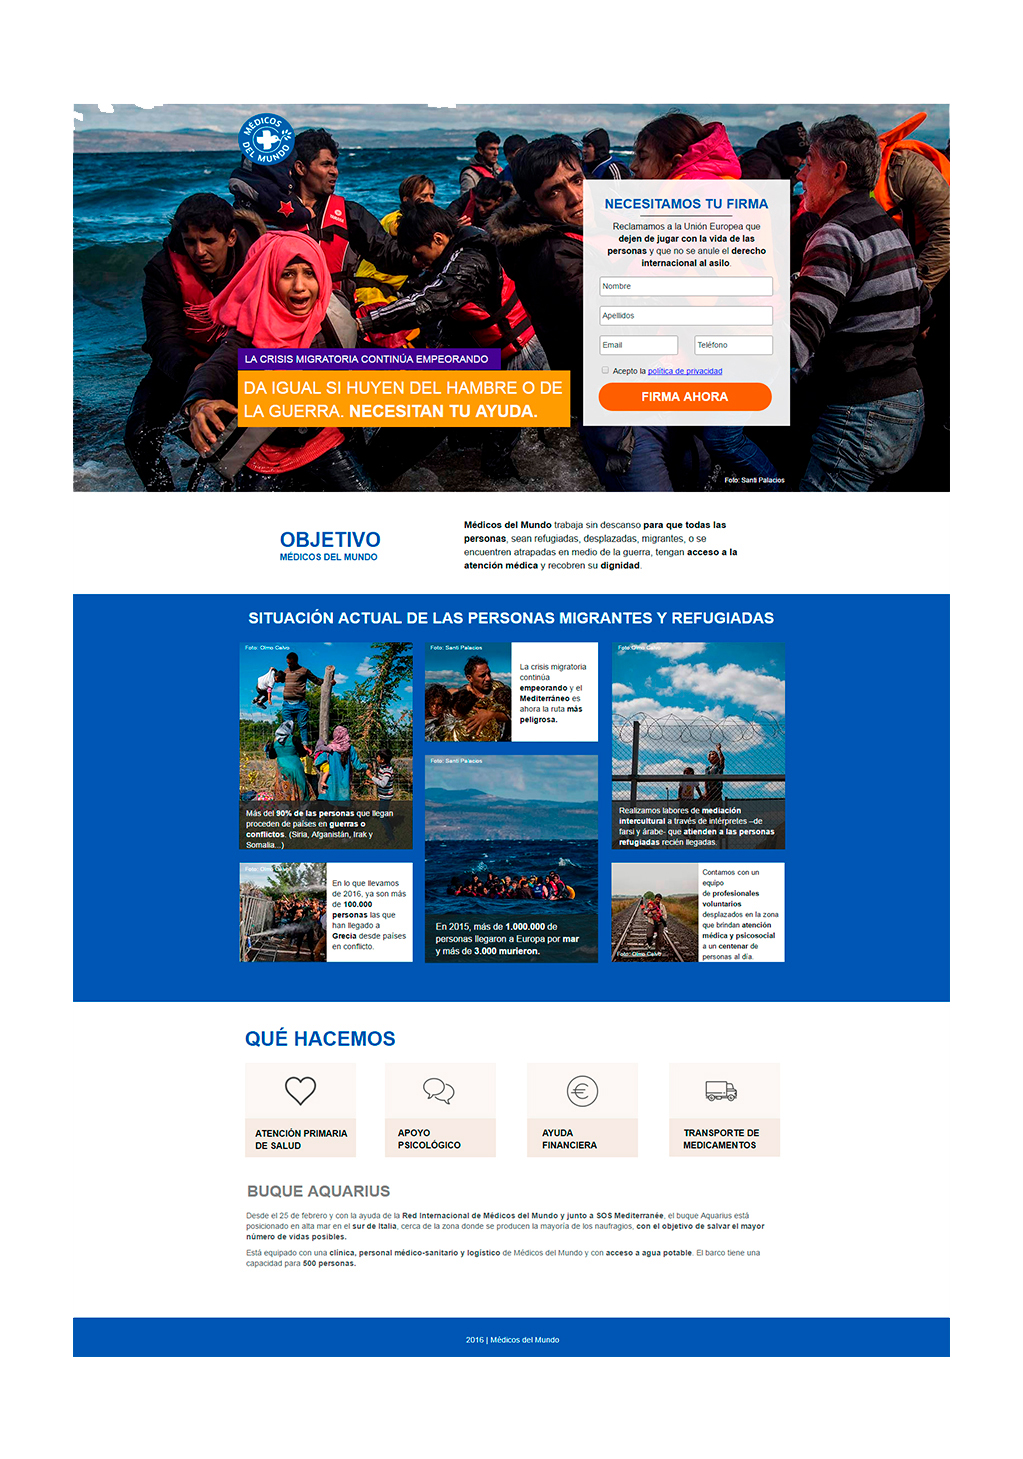 MÉDICOS
DEL MUNDO
NECESITAMOS TU FIRMA
Reclamamos a la Unión Europea que
dejen de jugar con la vida de las
personas y que no se anule el derecho
internacional al asilo.
Nombre
Apellidos
Email
Teléfono
Acepto la política de privacidad
FIRMA AHORA
LA CRISIS MIGRATORIA CONTINÚA EMPEORANDO
DA IGUAL SI HUYEN DEL HAMBRE O DE
LA GUERRA. NECESITAN TU AYUDA.
Foto: Santi Palacios
OBJETIVO
MÉDICOS DEL MUNDO
Médicos del Mundo trabaja sin descanso para que todas las
personas, sean refugiadas, desplazadas, migrantes, o se
encuentren atrapadas en medio de la guerra, tengan acceso a la
atención médica y recobren su dignidad.
SITUACIÓN ACTUAL DE LAS PERSONAS MIGRANTES Y REFUGIADAS
Foto: Olmo Calvo
Más del 90% de las personas que llegan
proceden de países en guerras o
conflictos. (Siria, Afganistán, Irak y
Somalia...)
Foto: Santi Palacios
La crisis migratoria
continúa
empeorando y el
Mediterráneo es
ahora la ruta más
peligrosa.
Foto: Olmo Calvo
Realizamos labores de mediación
intercultural a través de intérpretes –de
farsi y árabe- que atienden a las personas
refugiadas recién llegadas.
Foto: Olmo Calvo
En lo que llevamos
de 2016, ya son más
de 100.000
personas las que
han llegado a
Grecia desde países
en conflicto.
Foto: Santi Palacios
En 2015, más de 1.000.000 de
personas llegaron a Europa por mar
y más de 3.000 murieron.
Foto: Olmo Calvo
Contamos con un
equipo
de profesionales
voluntarios
desplazados en la zona
que brindan atención
médica y psicosocial
a un centenar de
personas al día.
QUÉ HACEMOS
ATENCIÓN PRIMARIA
DE SALUD
APOYO
PSICOLÓGICO
AYUDA
FINANCIERA
TRANSPORTE DE
MEDICAMENTOS
BUQUE AQUARIUS
Desde el 25 de febrero y con la ayuda de la Red Internacional de Médicos del Mundo y junto a SOS Mediterranée, el buque Aquarius está
posicionado en alta mar en el sur de Italia, cerca de la zona donde se producen la mayoría de los naufragios, con el objetivo de salvar el mayor
número de vidas posibles.
Está equipado con una clínica, personal médico-sanitario y logístico de Médicos del Mundo y con acceso a agua potable. El barco tiene una
capacidad para 500 personas.
2016 | Médicos del Mundo